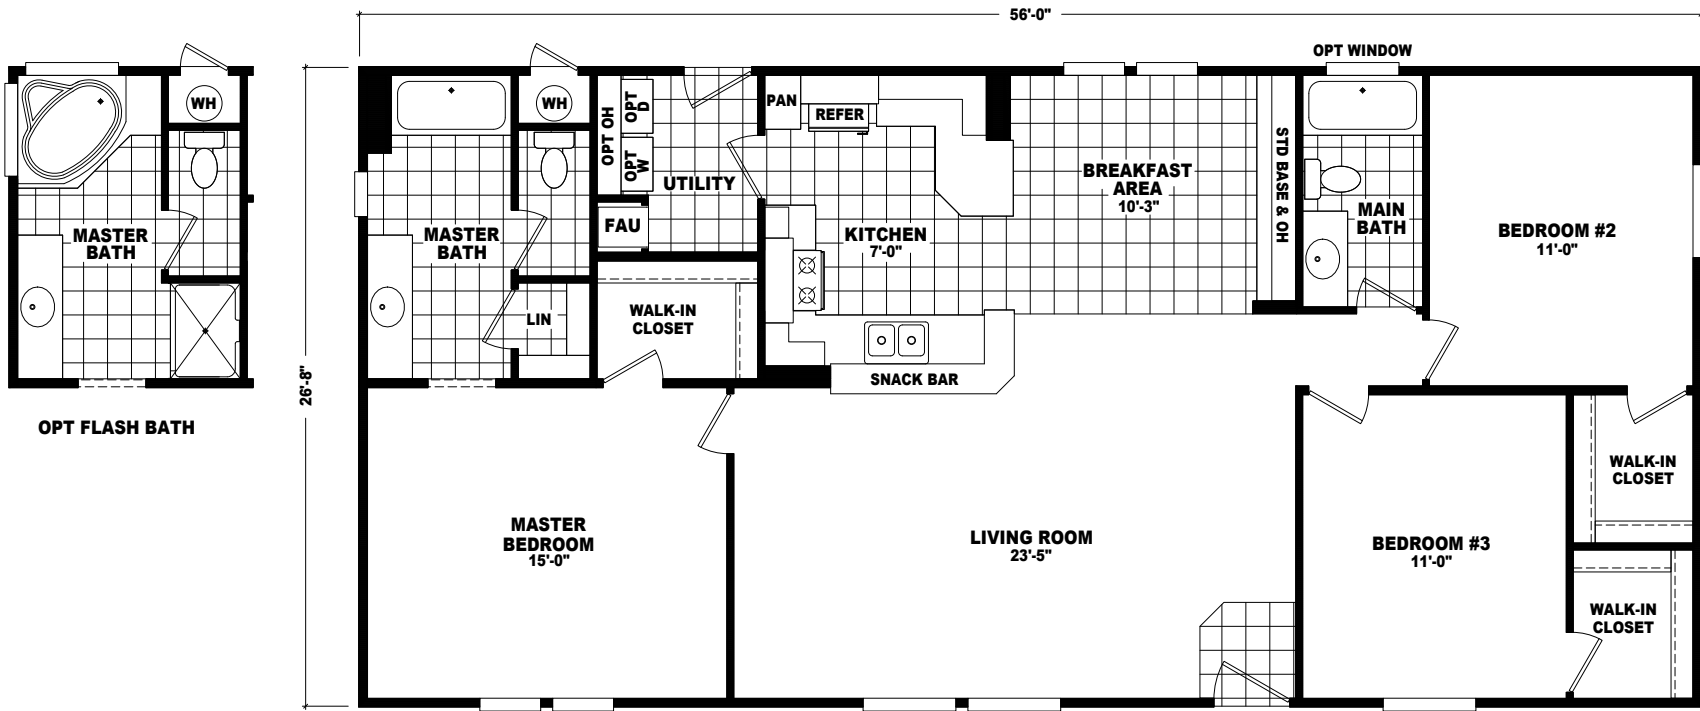 56'-0"
OPT WINDOW
WH
MASTER
BATH
OPT FLASH BATH
26'-8"
MASTER
BATH
WH
LIN
OPT OH
OPT
D
OPT
W
UTILITY
FAU
WALK-IN
CLOSET
PAN
REFER
KITCHEN
7'-0"
SNACK BAR
BREAKFAST
AREA
10'-3"
STD BASE & OH
MAIN
BATH
BEDROOM #2
11'-0"
WALK-IN
CLOSET
MASTER
BEDROOM
15'-0"
LIVING ROOM
23'-5"
BEDROOM #3
11'-0"
WALK-IN
CLOSET